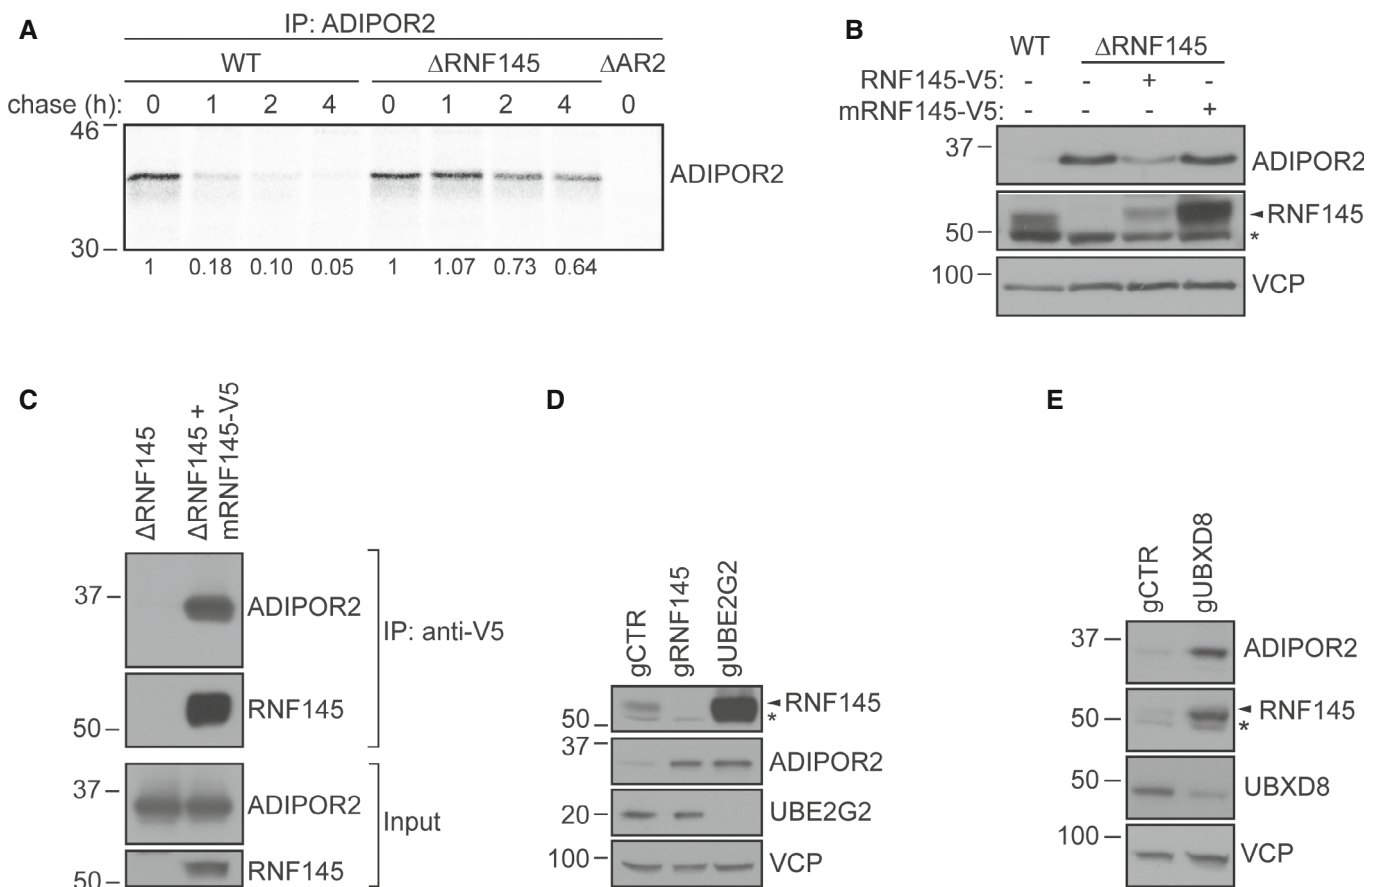 A
IP: ADIPOR2
WT ΔRNF145 ΔAR2
chase (h): 0 1 2 4 0 1 2 4 0
46
ADIPOR2
30
1 0.18 0.10 0.05 1 1.07 0.73 0.64
B
WT ΔRNF145
RNF145-V5: - - + -
mRNF145-V5: - - - +
37
ADIPOR2
RNF145
50
*
100
VCP
C
ΔRNF145
ΔRNF145 +
mRNF145-V5
37
ADIPOR2
IP: anti-V5
RNF145
50
37
ADIPOR2
Input
RNF145
50
D
gCTR
gRNF145
gUBE2G2
RNF145
50
*
37
ADIPOR2
20
UBE2G2
100
VCP
E
gCTR
gUBXD8
37
ADIPOR2
RNF145
50
*
50
UBXD8
100
VCP